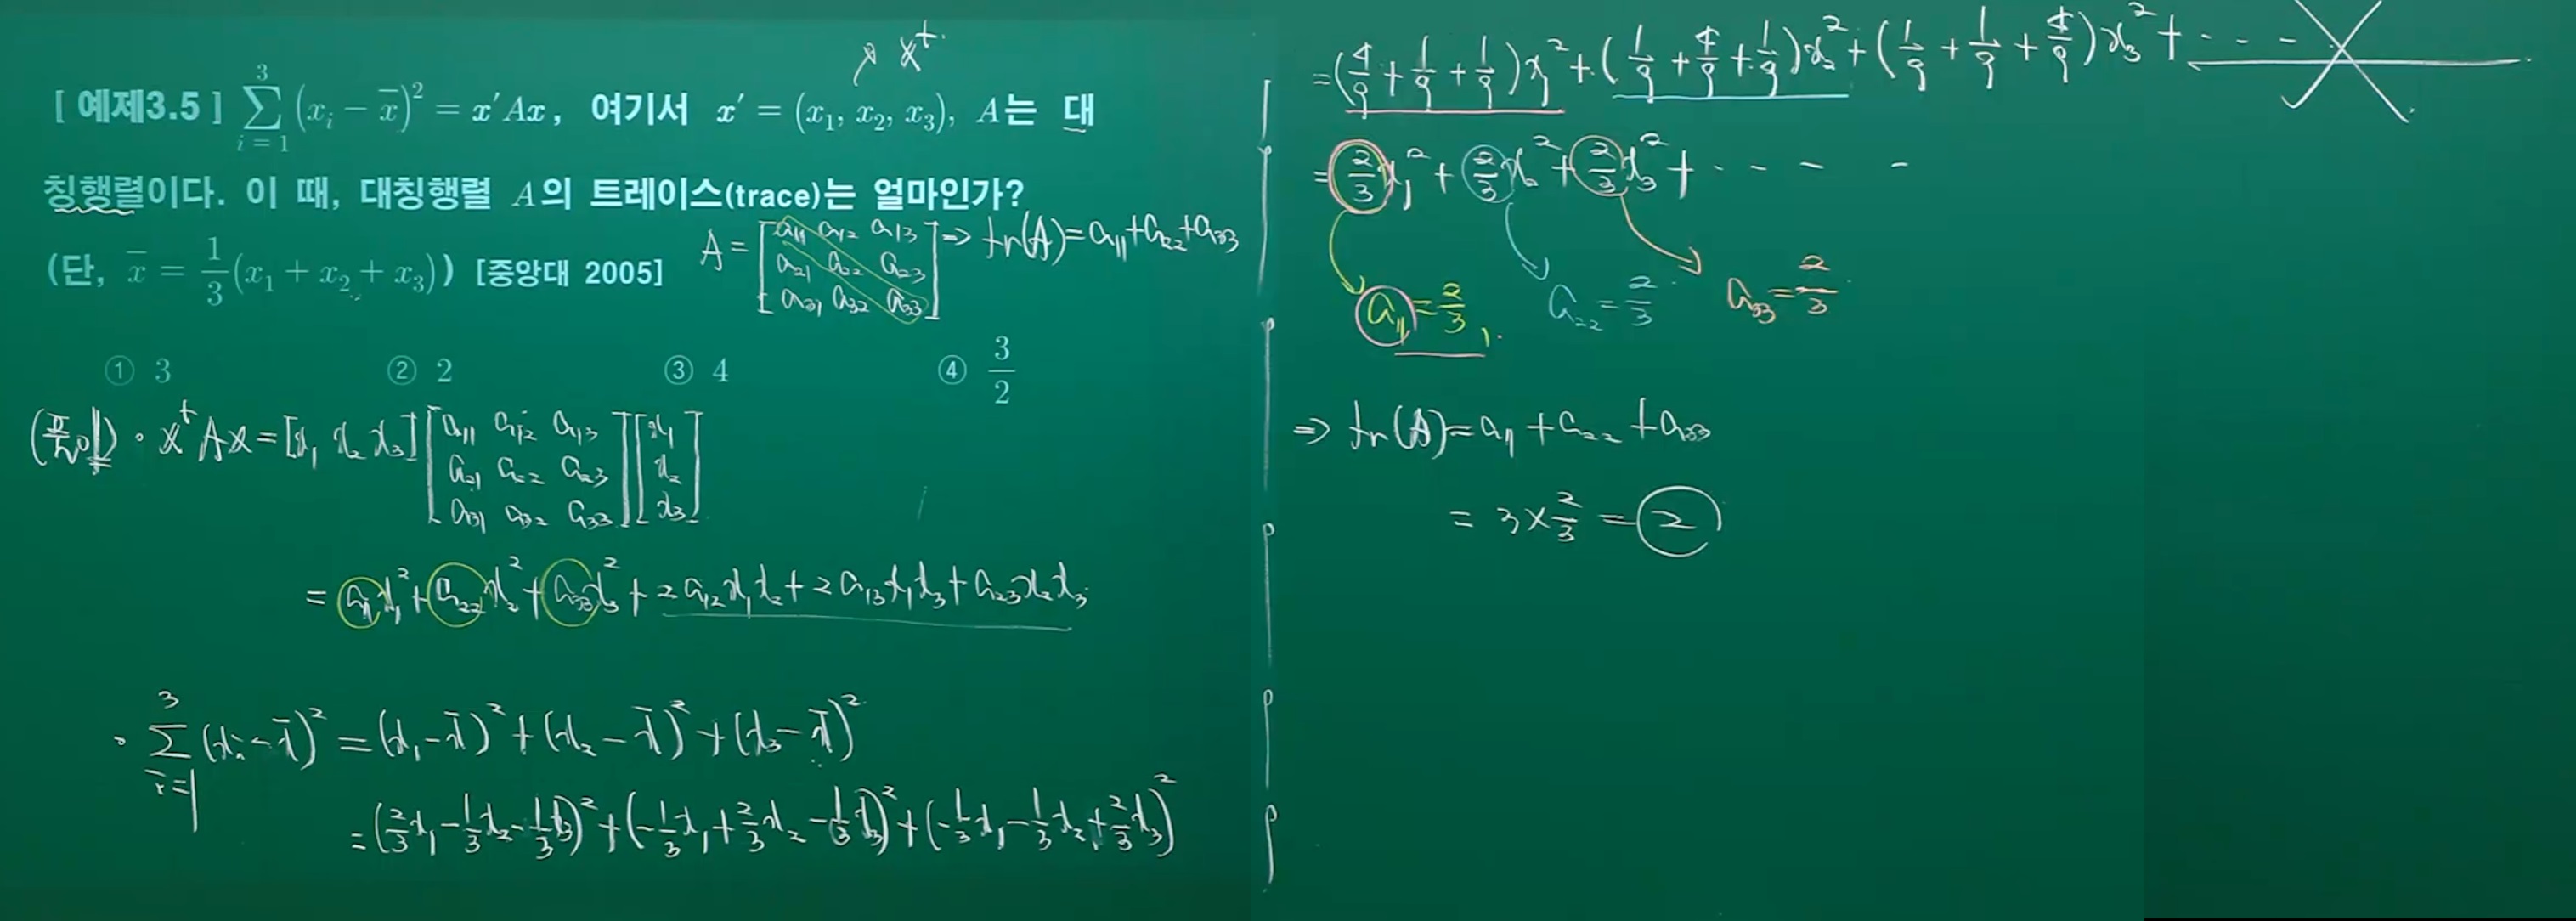 [ 예제3.5 ] $\sum_{i=1}^{3}(x_i-\overline{x})^2 = x'Ax$, 여기서 $x' = (x_1, x_2, x_3)$, A는 대
↗ $x^t$
칭행렬이다. 이 때, 대칭행렬 A의 트레이스(trace)는 얼마인가?
(단, $\overline{x} = \frac{1}{3}(x_1+x_2+x_3)$) [중앙대 2005]
$A = \begin{bmatrix} a_{11} & a_{12} & a_{13} \\ a_{21} & a_{22} & a_{23} \\ a_{31} & a_{32} & a_{33} \end{bmatrix} \Rightarrow tr(A) = a_{11}+a_{22}+a_{33}$
① 3 ② 2 ③ 4 ④ $\frac{3}{2}$
(풀이) · $x^t A x = [x_1\ x_2\ x_3] \begin{bmatrix} a_{11} & a_{12} & a_{13} \\ a_{21} & a_{22} & a_{23} \\ a_{31} & a_{32} & a_{33} \end{bmatrix} \begin{bmatrix} x_1 \\ x_2 \\ x_3 \end{bmatrix}$
$= a_{11}x_1^2 + a_{22}x_2^2 + a_{33}x_3^2 + 2a_{12}x_1x_2 + 2a_{13}x_1x_3 + a_{23}x_2x_3$
· $\sum_{i=1}^{3}(x_i-\overline{x})^2 = (x_1-\overline{x})^2 + (x_2-\overline{x})^2 + (x_3-\overline{x})^2$
$= (\frac{2}{3}x_1 - \frac{1}{3}x_2 - \frac{1}{3}x_3)^2 + (-\frac{1}{3}x_1 + \frac{2}{3}x_2 - \frac{1}{3}x_3)^2 + (-\frac{1}{3}x_1 - \frac{1}{3}x_2 + \frac{2}{3}x_3)^2$
$= (\frac{4}{9}+\frac{1}{9}+\frac{1}{9})x_1^2 + (\frac{1}{9}+\frac{4}{9}+\frac{1}{9})x_2^2 + (\frac{1}{9}+\frac{1}{9}+\frac{4}{9})x_3^2 + \cdots$
$= \frac{2}{3}x_1^2 + \frac{2}{3}x_2^2 + \frac{2}{3}x_3^2 + \cdots$
$a_{11} = \frac{2}{3}$, $a_{22} = \frac{2}{3}$ $a_{33} = \frac{2}{3}$
$\Rightarrow tr(A) = a_{11} + a_{22} + a_{33}$
$= 3 \times \frac{2}{3} = 2$